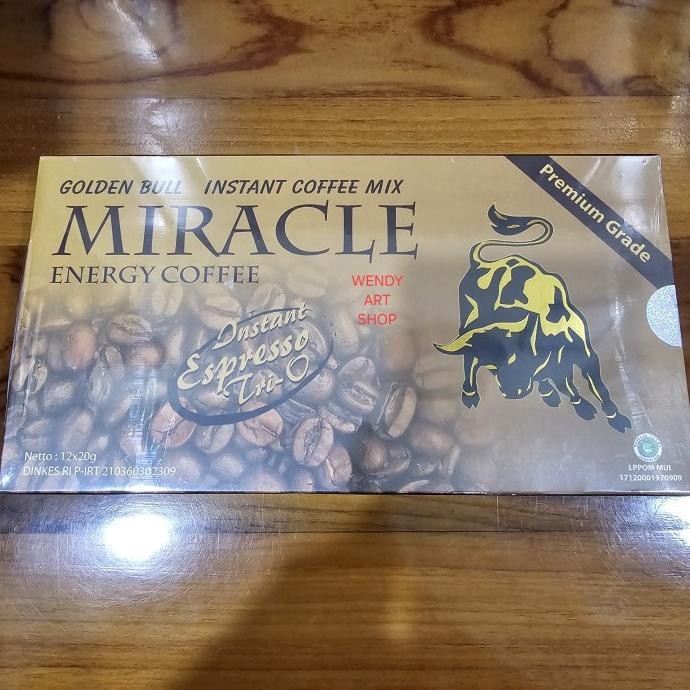 Premium Grade
GOLDEN BULL INSTANT COFFEE MIX
MIRACLE
ENERGY COFFEE
WENDY
ART
SHOP
Instant
Espresso
Tri-O
Netto : 12x20g
DINKES RI P-IRT 210360302309
LPPOM MUI
17120001970909